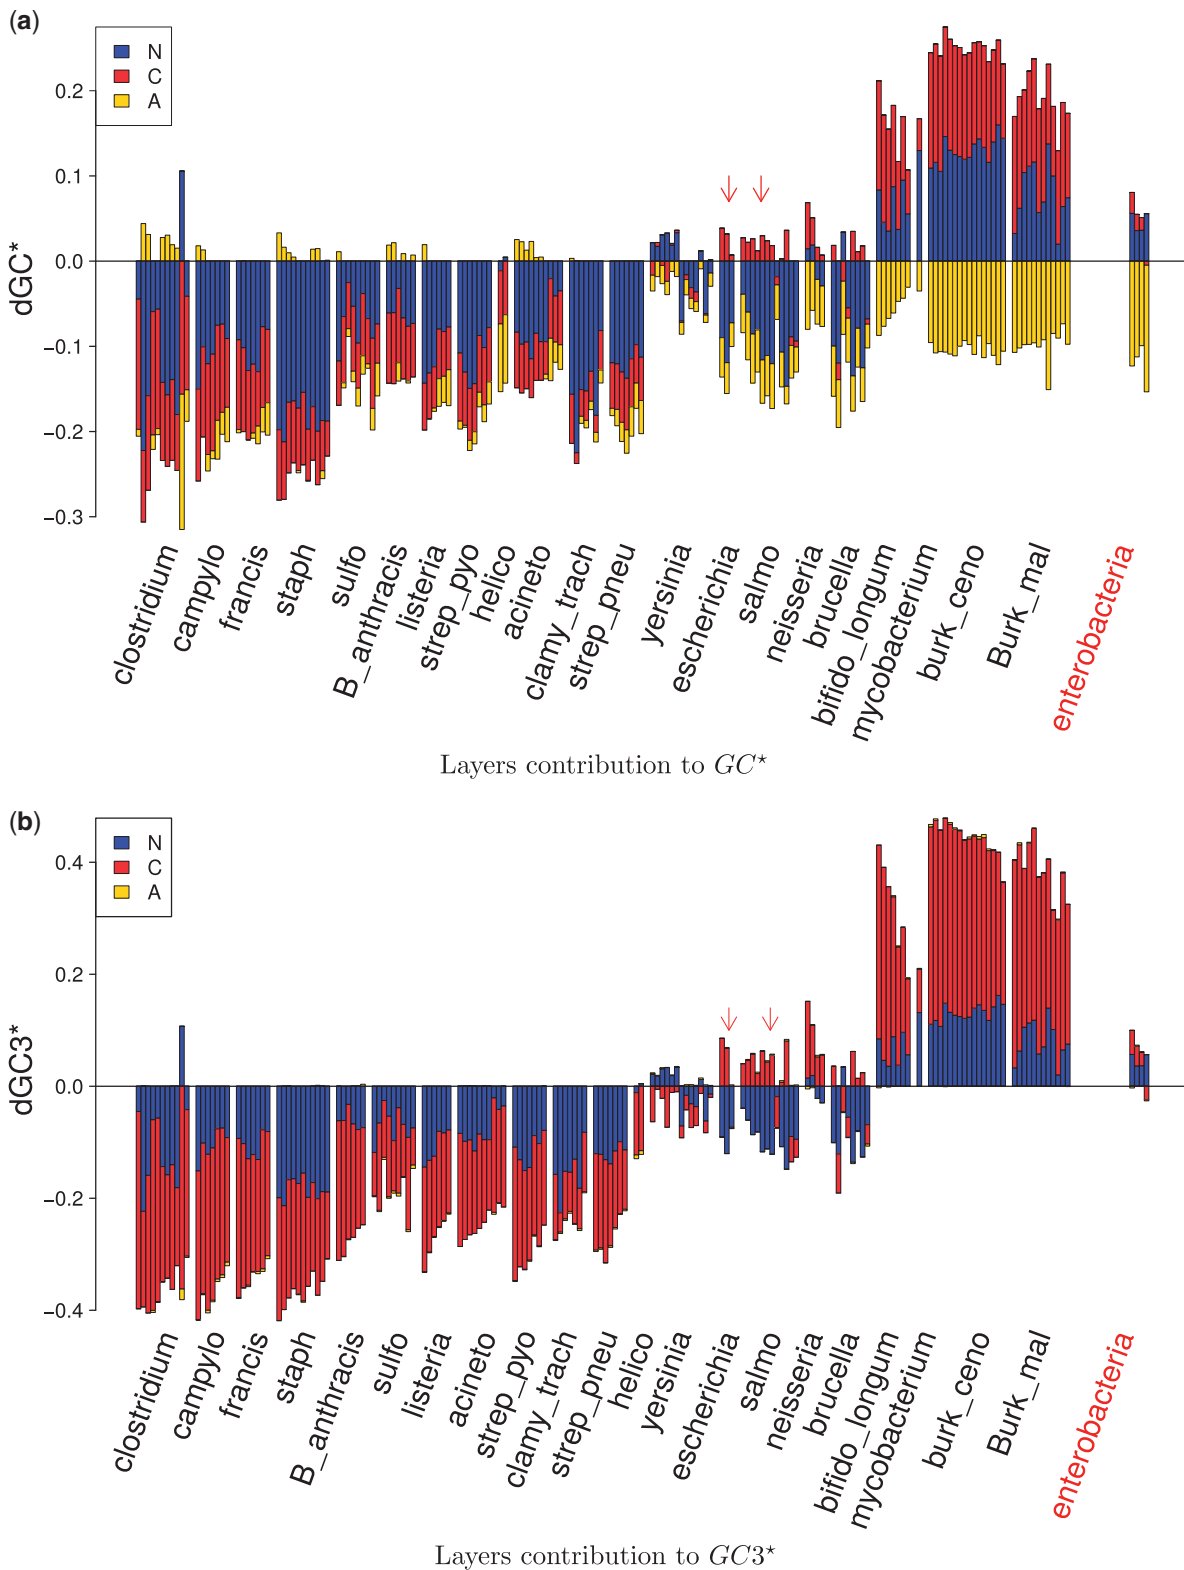 (a)
N
C
A
0.2
0.1
0.0
−0.1
−0.2
−0.3
dGC*
clostridium
campylo
francis
staph
sulfo
B_anthracis
listeria
strep_pyo
helico
acineto
clamy_trach
strep_pneu
yersinia
escherichia
salmo
neisseria
brucella
bifido_longum
mycobacterium
burk_ceno
Burk_mal
enterobacteria
Layers contribution to GC⋆
(b)
N
C
A
0.4
0.2
0.0
−0.2
−0.4
dGC3*
clostridium
campylo
francis
staph
B_anthracis
sulfo
listeria
acineto
strep_pyo
clamy_trach
strep_pneu
helico
yersinia
escherichia
salmo
neisseria
brucella
bifido_longum
mycobacterium
burk_ceno
Burk_mal
enterobacteria
Layers contribution to GC3⋆